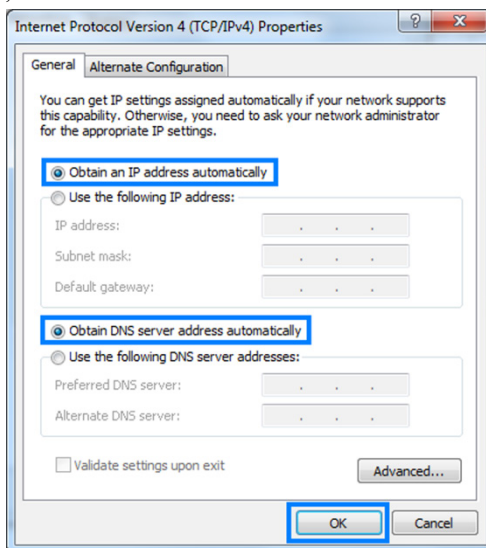 Internet Protocol Version 4 (TCP/IPv4) Properties
?
General
Alternate Configuration
You can get IP settings assigned automatically if your network supports
this capability. Otherwise, you need to ask your network administrator
for the appropriate IP settings.
Obtain an IP address automatically
Use the following IP address:
IP address:
Subnet mask:
Default gateway:
Obtain DNS server address automatically
Use the following DNS server addresses:
Preferred DNS server:
Alternate DNS server:
Validate settings upon exit
Advanced...
OK
Cancel